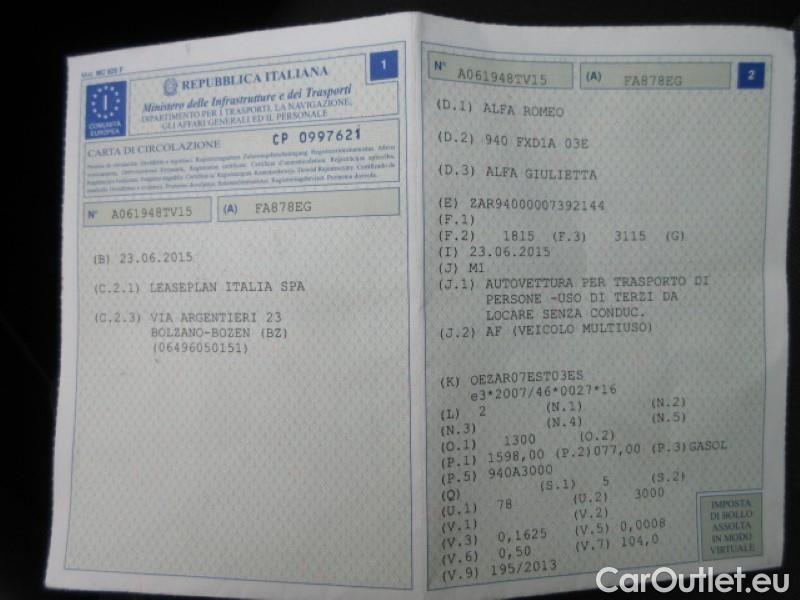 Mod. MC 820 F
I
COMUNITÀ
EUROPEA
REPUBBLICA ITALIANA
Ministero delle Infrastrutture e dei Trasporti
DIPARTIMENTO PER I TRASPORTI, LA NAVIGAZIONE,
GLI AFFARI GENERALI ED IL PERSONALE
1
CARTA DI CIRCOLAZIONE
CP 0997621
N° A061948TV15 (A) FA878EG
(B) 23.06.2015
(C.2.1) LEASEPLAN ITALIA SPA
(C.2.3) VIA ARGENTIERI 23
BOLZANO-BOZEN (BZ)
(06496050151)
N° A061948TV15 (A) FA878EG
2
(D.1) ALFA ROMEO
(D.2) 940 FXD1A 03E
(D.3) ALFA GIULIETTA
(E) ZAR94000007392144
(F.1)
(F.2) 1815 (F.3) 3115 (G)
(I) 23.06.2015
(J) M1
(J.1) AUTOVETTURA PER TRASPORTO DI
PERSONE -USO DI TERZI DA
LOCARE SENZA CONDUC.
(J.2) AF (VEICOLO MULTIUSO)
(K) OEZAR07EST03ES
e3*2007/46*0027*16
(L) 2 (N.1) (N.2)
(N.3) (N.4) (N.5)
(O.1) 1300 (O.2)
(P.1) 1598,00 (P.2)077,00 (P.3)GASOL
(P.5) 940A3000
(Q) (S.1) 5 (S.2)
(U.1) 78 (U.2) 3000
(V.1) (V.2)
(V.3) 0,1625 (V.5) 0,0008
(V.6) 0,50 (V.7) 104,0
(V.9) 195/2013
IMPOSTA
DI BOLLO
ASSOLTA
IN MODO
VIRTUALE
CarOutlet.eu